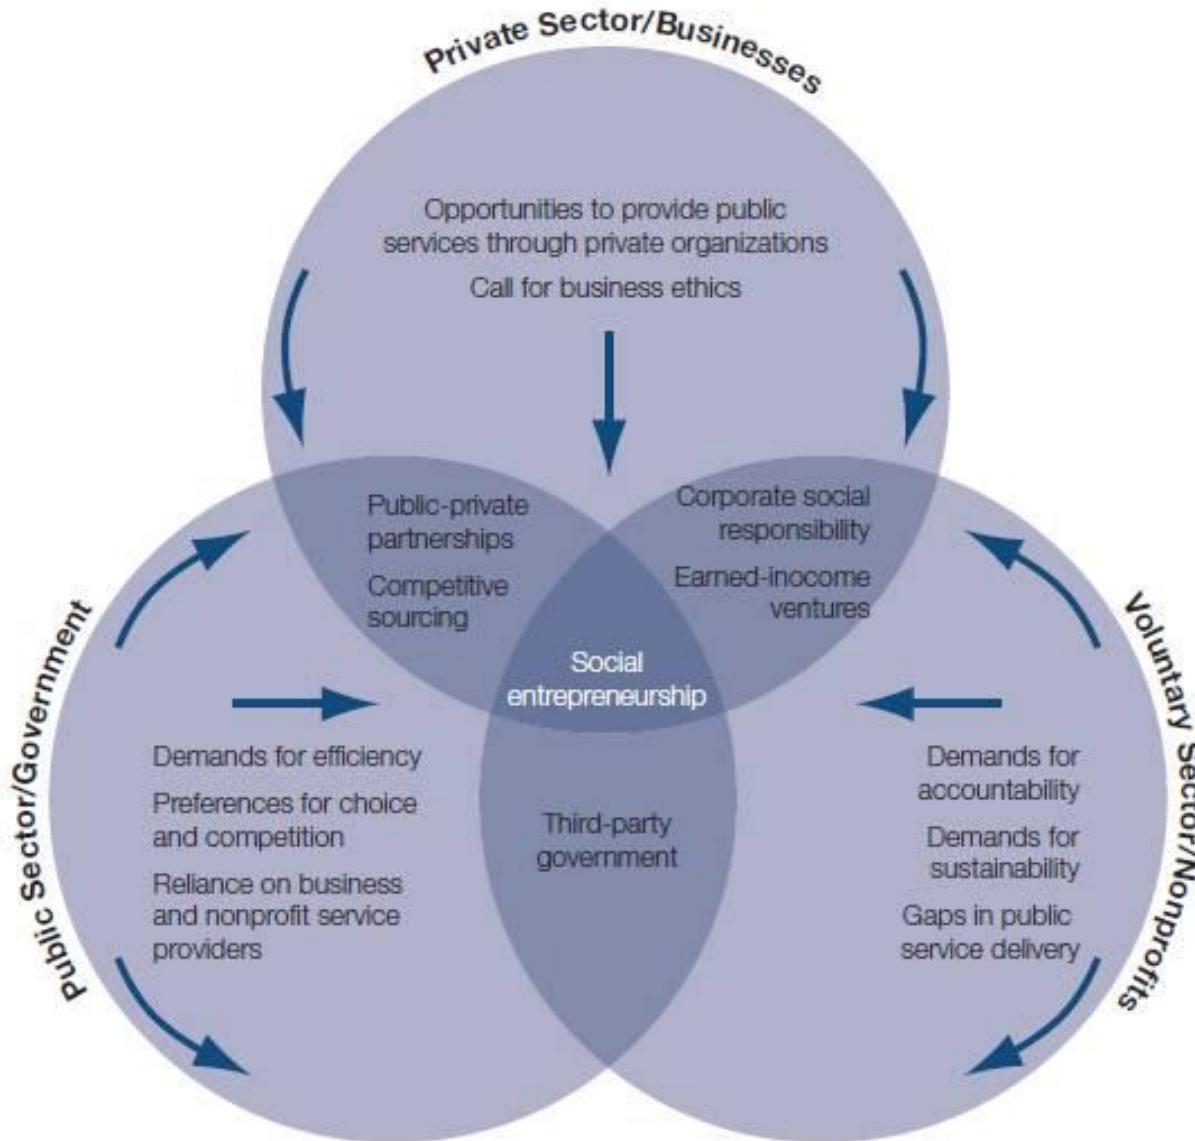 Private Sector/Businesses
Opportunities to provide public
services through private organizations
Call for business ethics
Public-private
partnerships
Competitive
sourcing
Corporate social
responsibility
Earned-inocome
ventures
Social
entrepreneurship
Public Sector/Government
Demands for efficiency
Preferences for choice
and competition
Reliance on business
and nonprofit service
providers
Third-party
government
Voluntary Sector/Nonprofits
Demands for
accountability
Demands for
sustainability
Gaps in public
service delivery